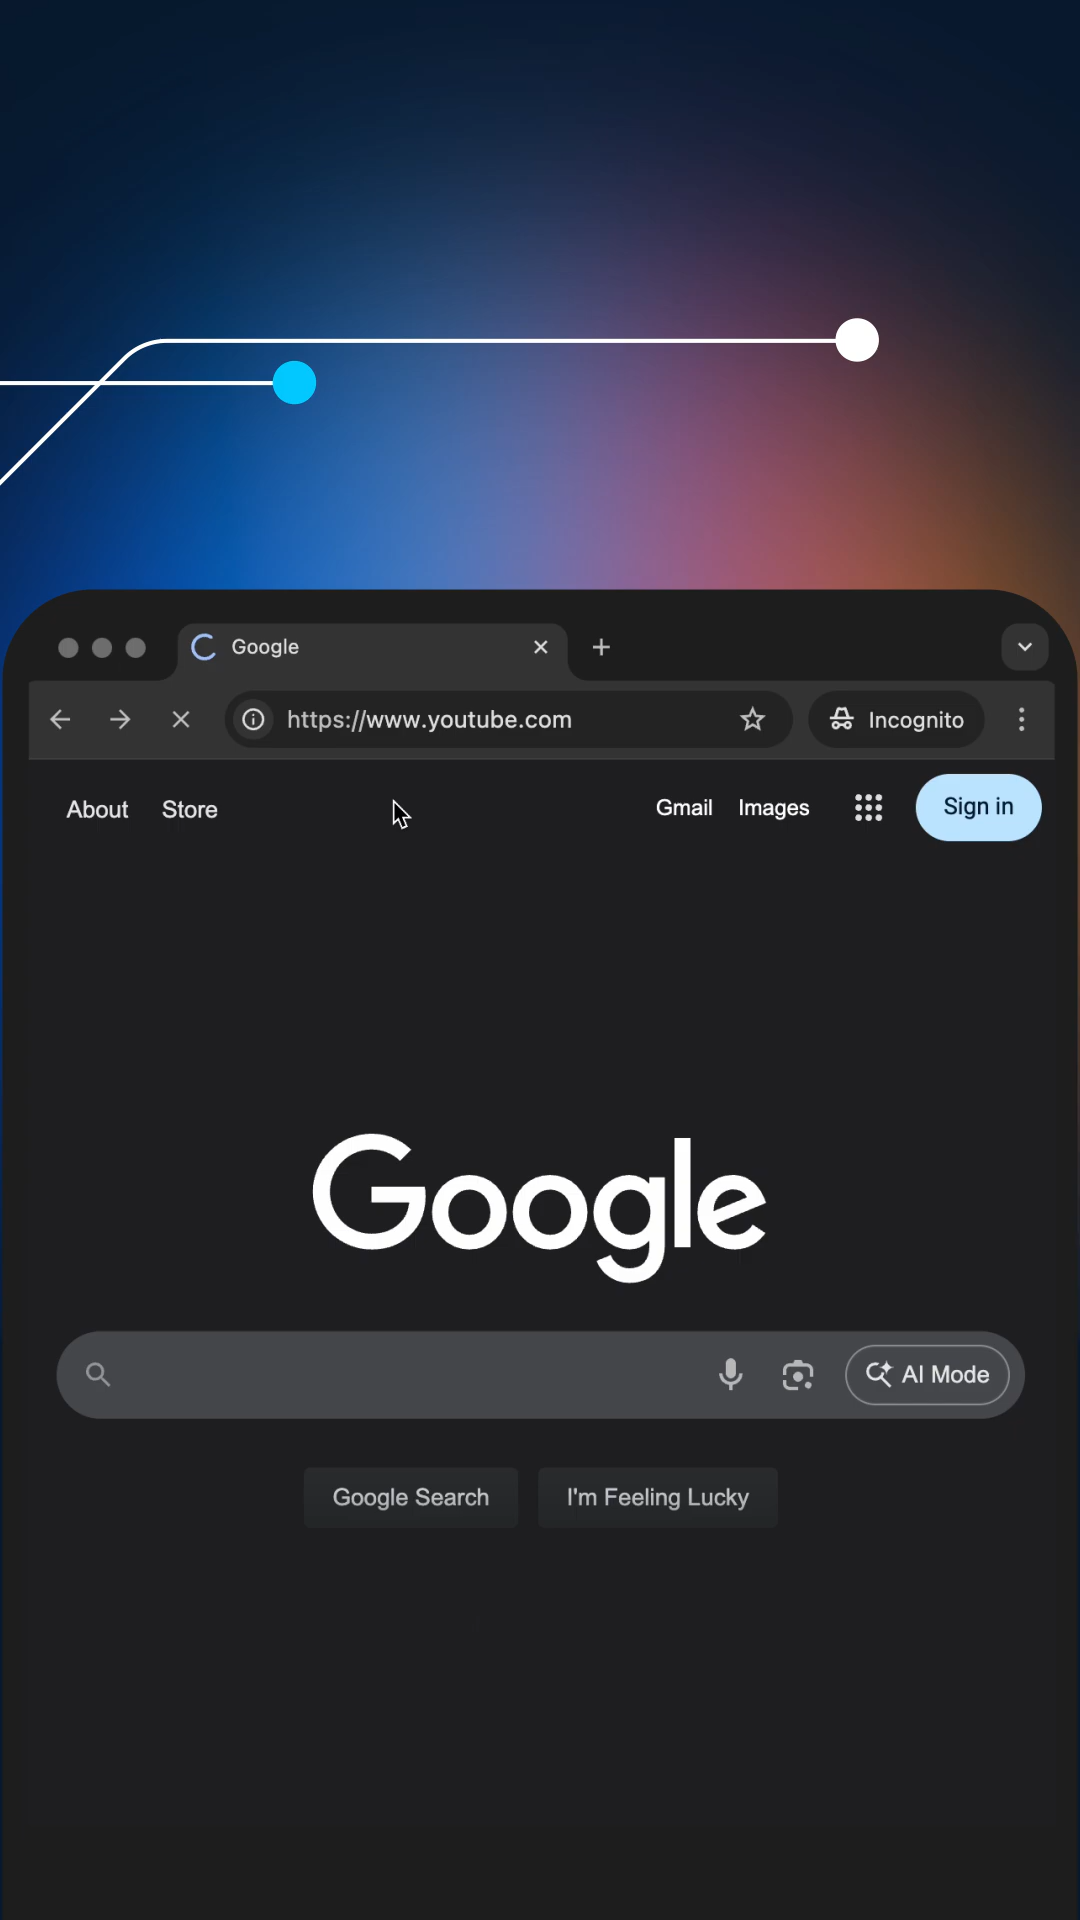 Google
https://www.youtube.com
Incognito
About Store
Gmail Images
Sign in
Google
AI Mode
Google Search
I'm Feeling Lucky